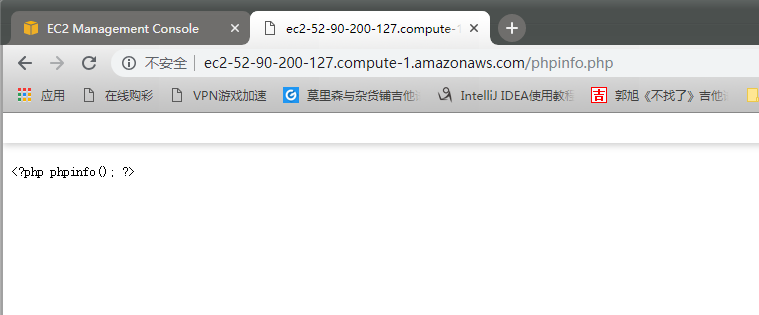 EC2 Management Console
ec2-52-90-200-127.compute-1
不安全 ec2-52-90-200-127.compute-1.amazonaws.com/phpinfo.php
应用 在线购彩 VPN游戏加速 莫里森与杂货铺吉他 IntelliJ IDEA使用教程 吉 郭旭《不找了》吉他
<?php phpinfo(); ?>